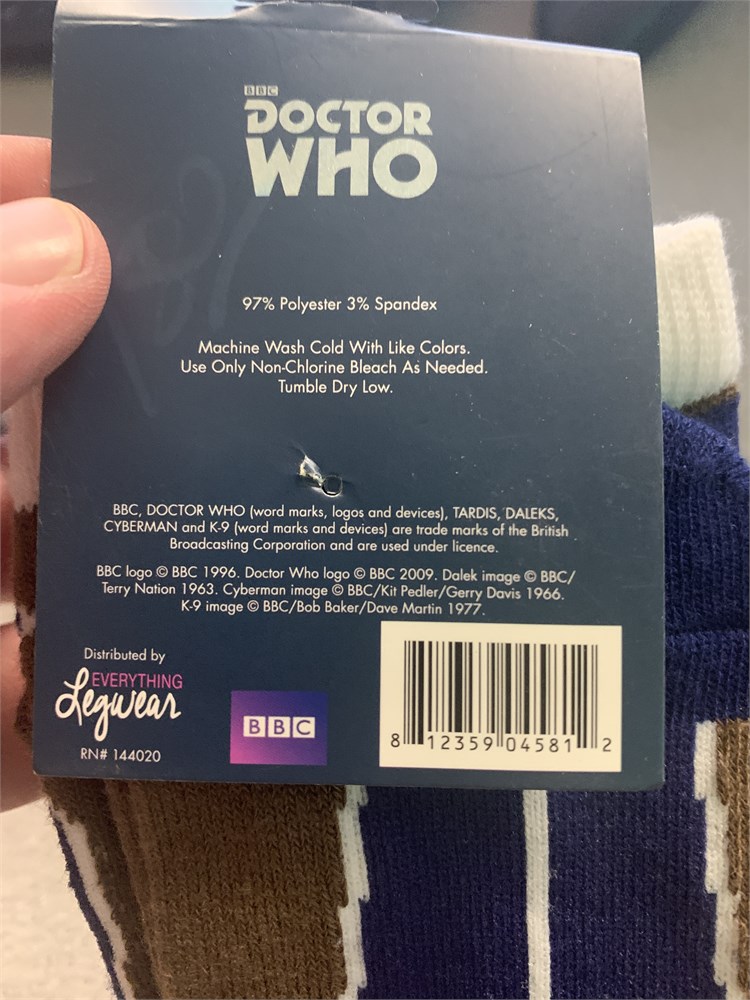 BBC
DOCTOR
WHO
97% Polyester 3% Spandex
Machine Wash Cold With Like Colors.
Use Only Non-Chlorine Bleach As Needed.
Tumble Dry Low.
BBC, DOCTOR WHO (word marks, logos and devices), TARDIS, DALEKS,
CYBERMAN and K-9 (word marks and devices) are trade marks of the British
Broadcasting Corporation and are used under licence.
BBC logo © BBC 1996. Doctor Who logo © BBC 2009. Dalek image © BBC/
Terry Nation 1963. Cyberman image © BBC/Kit Pedler/Gerry Davis 1966.
K-9 image © BBC/Bob Baker/Dave Martin 1977.
Distributed by
EVERYTHING
Legwear
RN# 144020
BBC
8 12359 04581 2